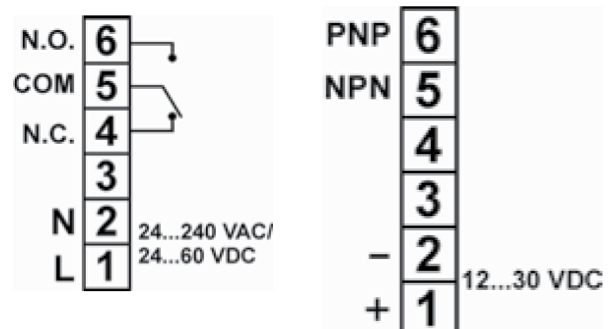 N.O. 6
COM 5
N.C. 4
3
N 2 24...240 VAC/
L 1 24...60 VDC
PNP 6
NPN 5
4
3
– 2
12...30 VDC
+ 1